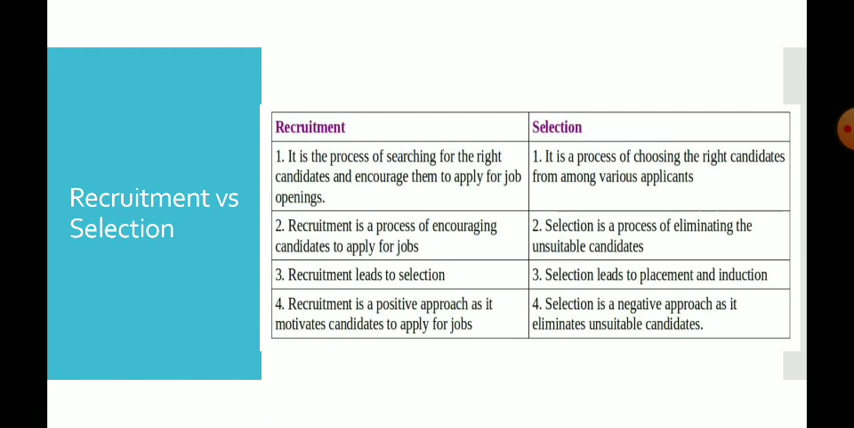 Recruitment vs
Selection
Recruitment
Selection
1. It is the process of searching for the right
candidates and encourage them to apply for job
openings.
1. It is a process of choosing the right candidates
from among various applicants
2. Recruitment is a process of encouraging
candidates to apply for jobs
2. Selection is a process of eliminating the
unsuitable candidates
3. Recruitment leads to selection
3. Selection leads to placement and induction
4. Recruitment is a positive approach as it
motivates candidates to apply for jobs
4. Selection is a negative approach as it
eliminates unsuitable candidates.